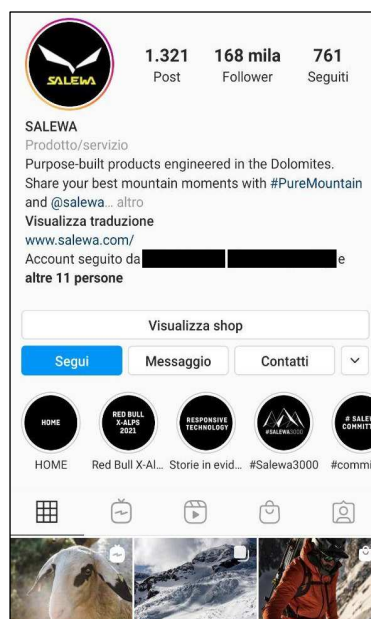 SALEWA
1.321 168 mila 761
Post Follower Seguiti
SALEWA
Prodotto/servizio
Purpose-built products engineered in the Dolomites.
Share your best mountain moments with #PureMountain
and @salewa... altro
Visualizza traduzione
www.salewa.com/
Account seguito da e
altre 11 persone
Visualizza shop
Segui Messaggio Contatti
HOME
RED BULL
X-ALPS
2021
RESPONSIVE
TECHNOLOGY
#SALEWA3000
# SALEW
COMMITT
HOME Red Bull X-Al... Storie in evid... #Salewa3000 #commi